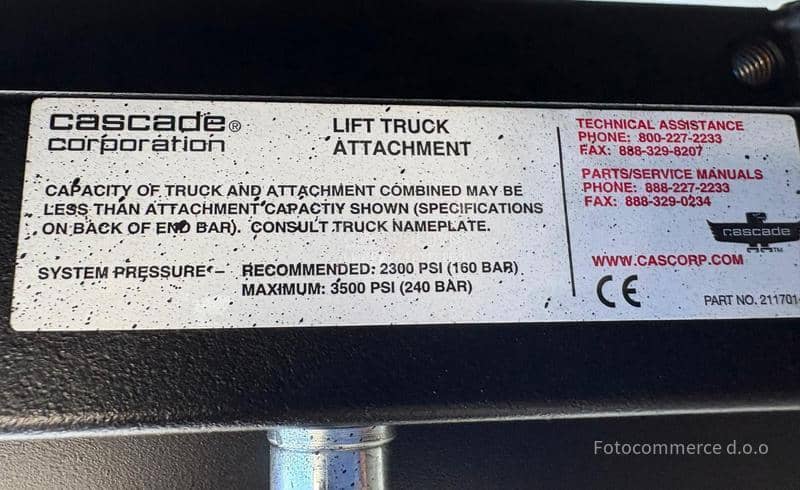 cascade®
corporation
LIFT TRUCK
ATTACHMENT
CAPACITY OF TRUCK AND ATTACHMENT COMBINED MAY BE
LESS THAN ATTACHMENT CAPACTIY SHOWN (SPECIFICATIONS
ON BACK OF END BAR). CONSULT TRUCK NAMEPLATE.
SYSTEM PRESSURE – RECOMMENDED: 2300 PSI (160 BAR)
MAXIMUM: 3500 PSI (240 BAR)
TECHNICAL ASSISTANCE
PHONE: 800-227-2233
FAX: 888-329-8207
PARTS/SERVICE MANUALS
PHONE: 888-227-2233
FAX: 888-329-0234
cascade
TM
WWW.CASCORP.COM
CE
PART NO. 211701
Fotocommerce d.o.o